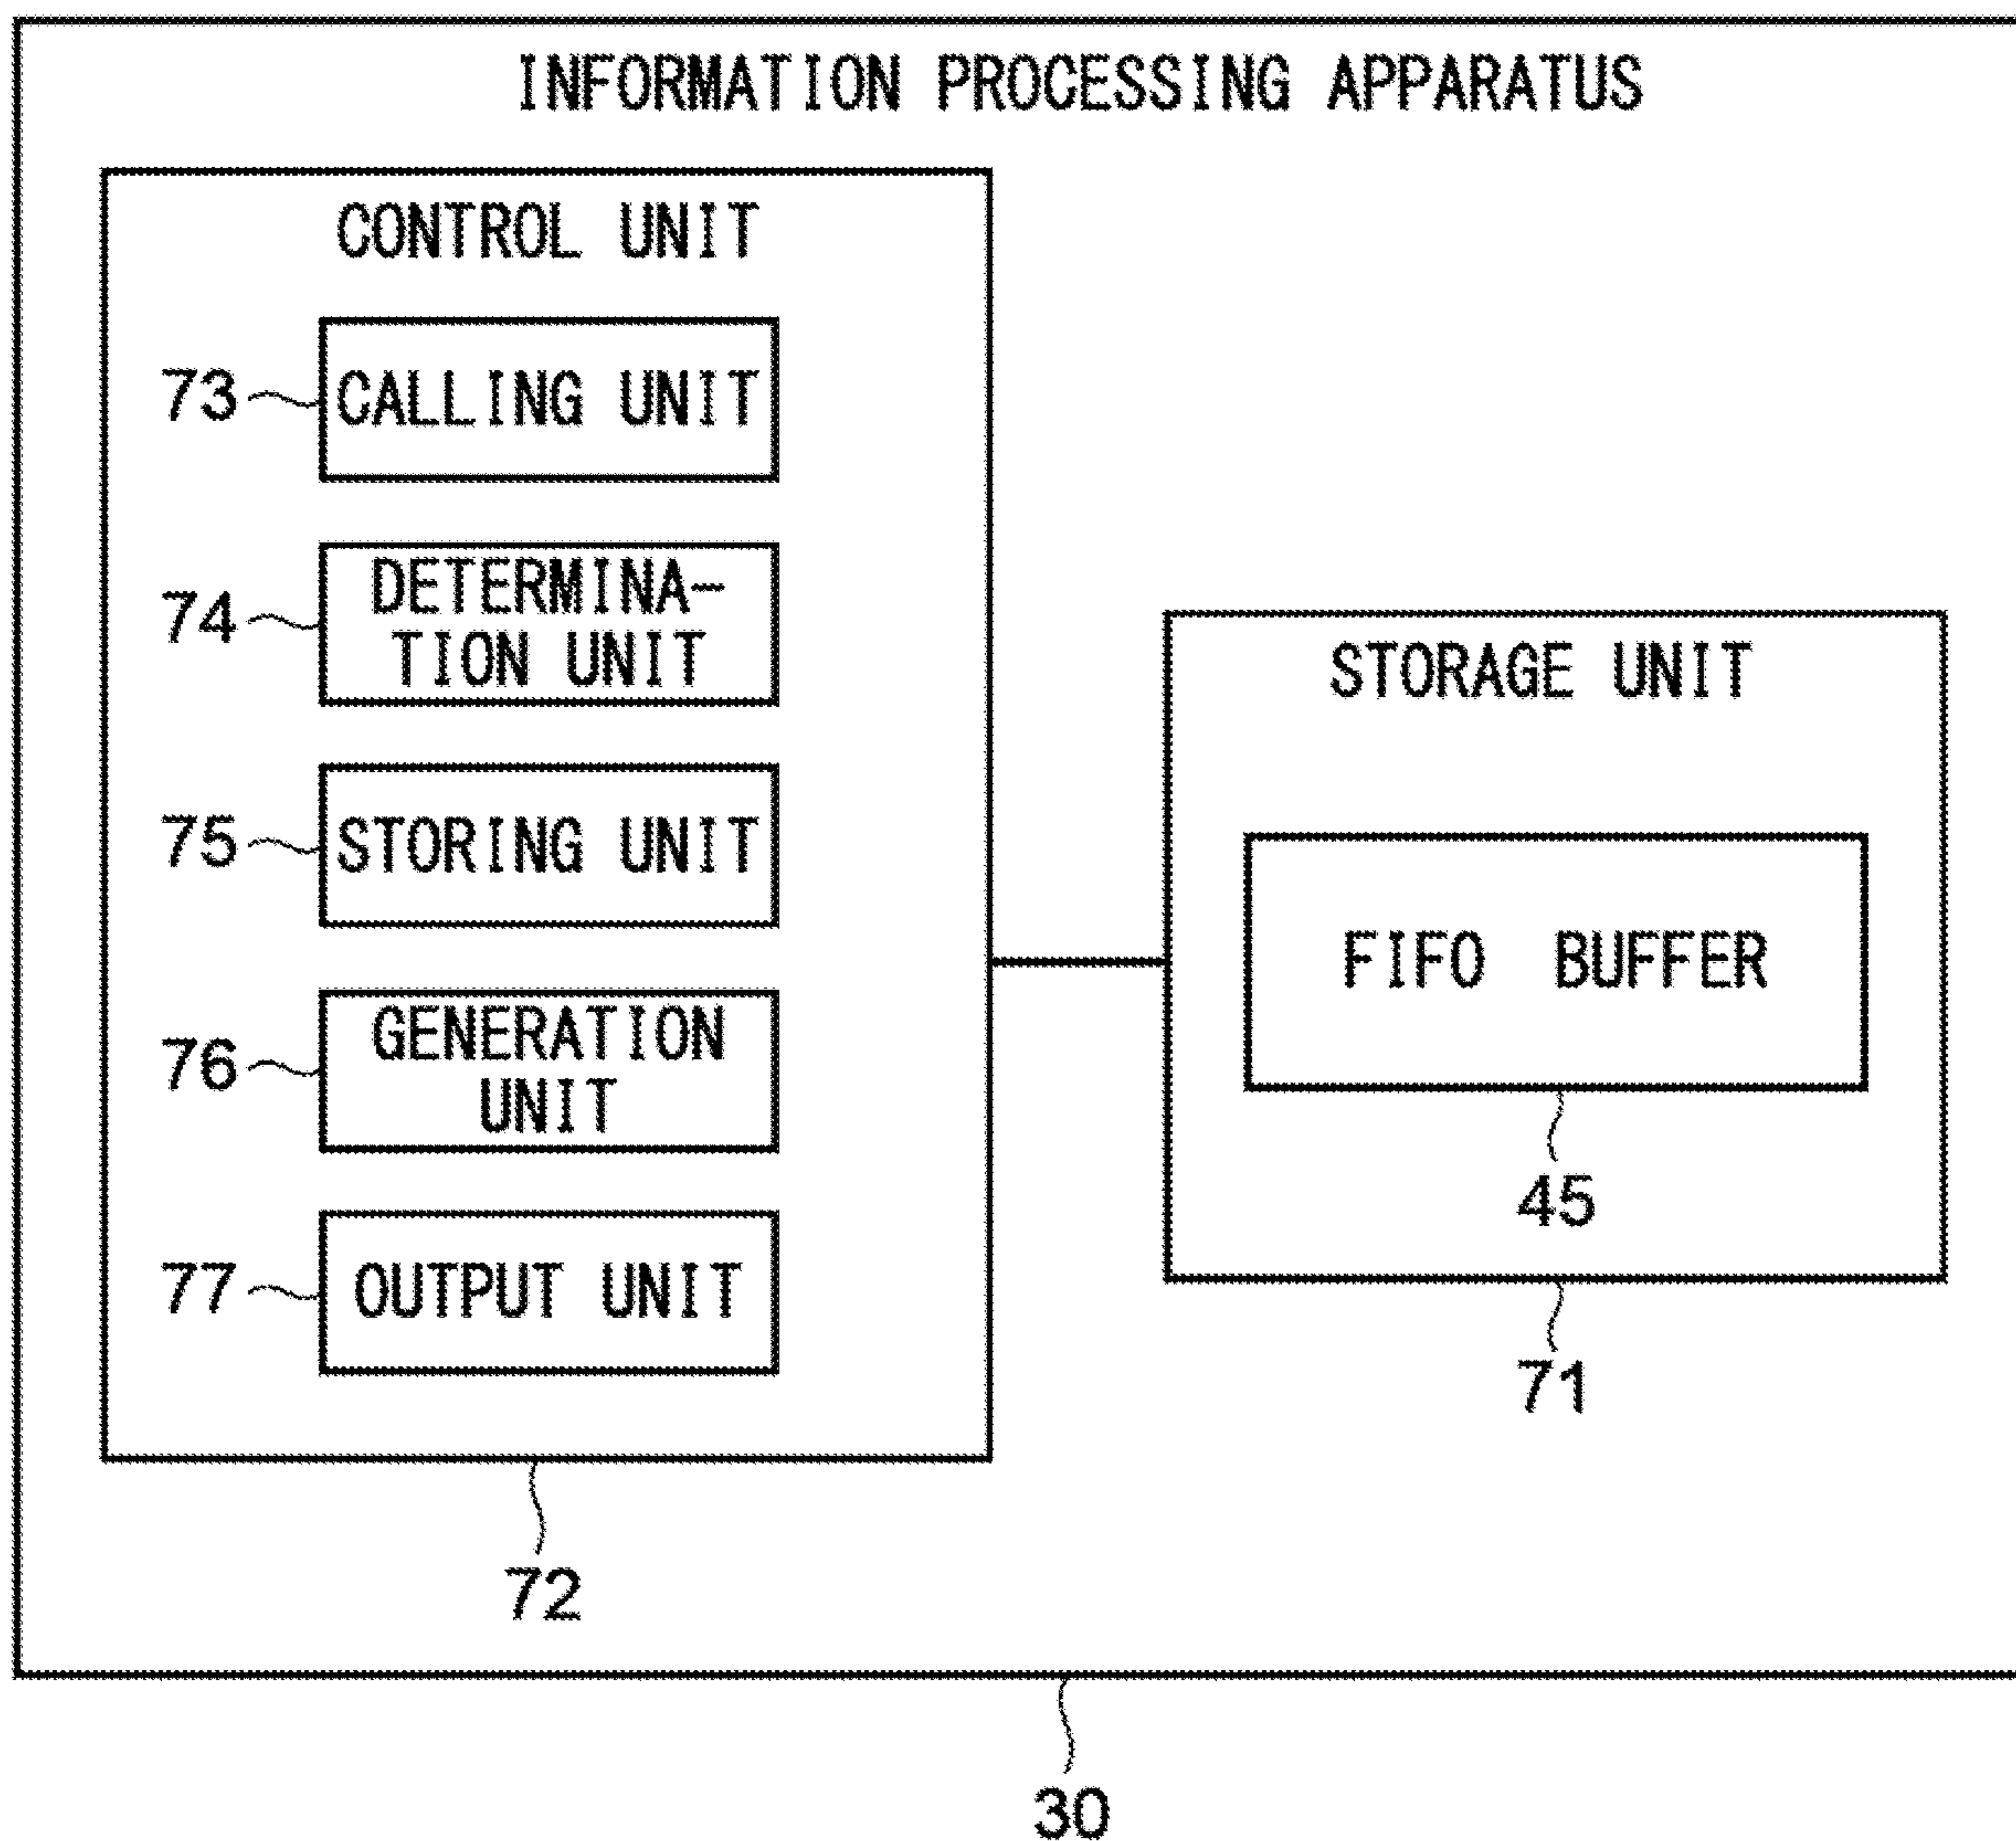 INFORMATION PROCESSING APPARATUS
CONTROL UNIT
73
CALLING UNIT
74
DETERMINA-
TION UNIT
75
STORING UNIT
76
GENERATION
UNIT
77
OUTPUT UNIT
72
STORAGE UNIT
FIFO BUFFER
45
71
30